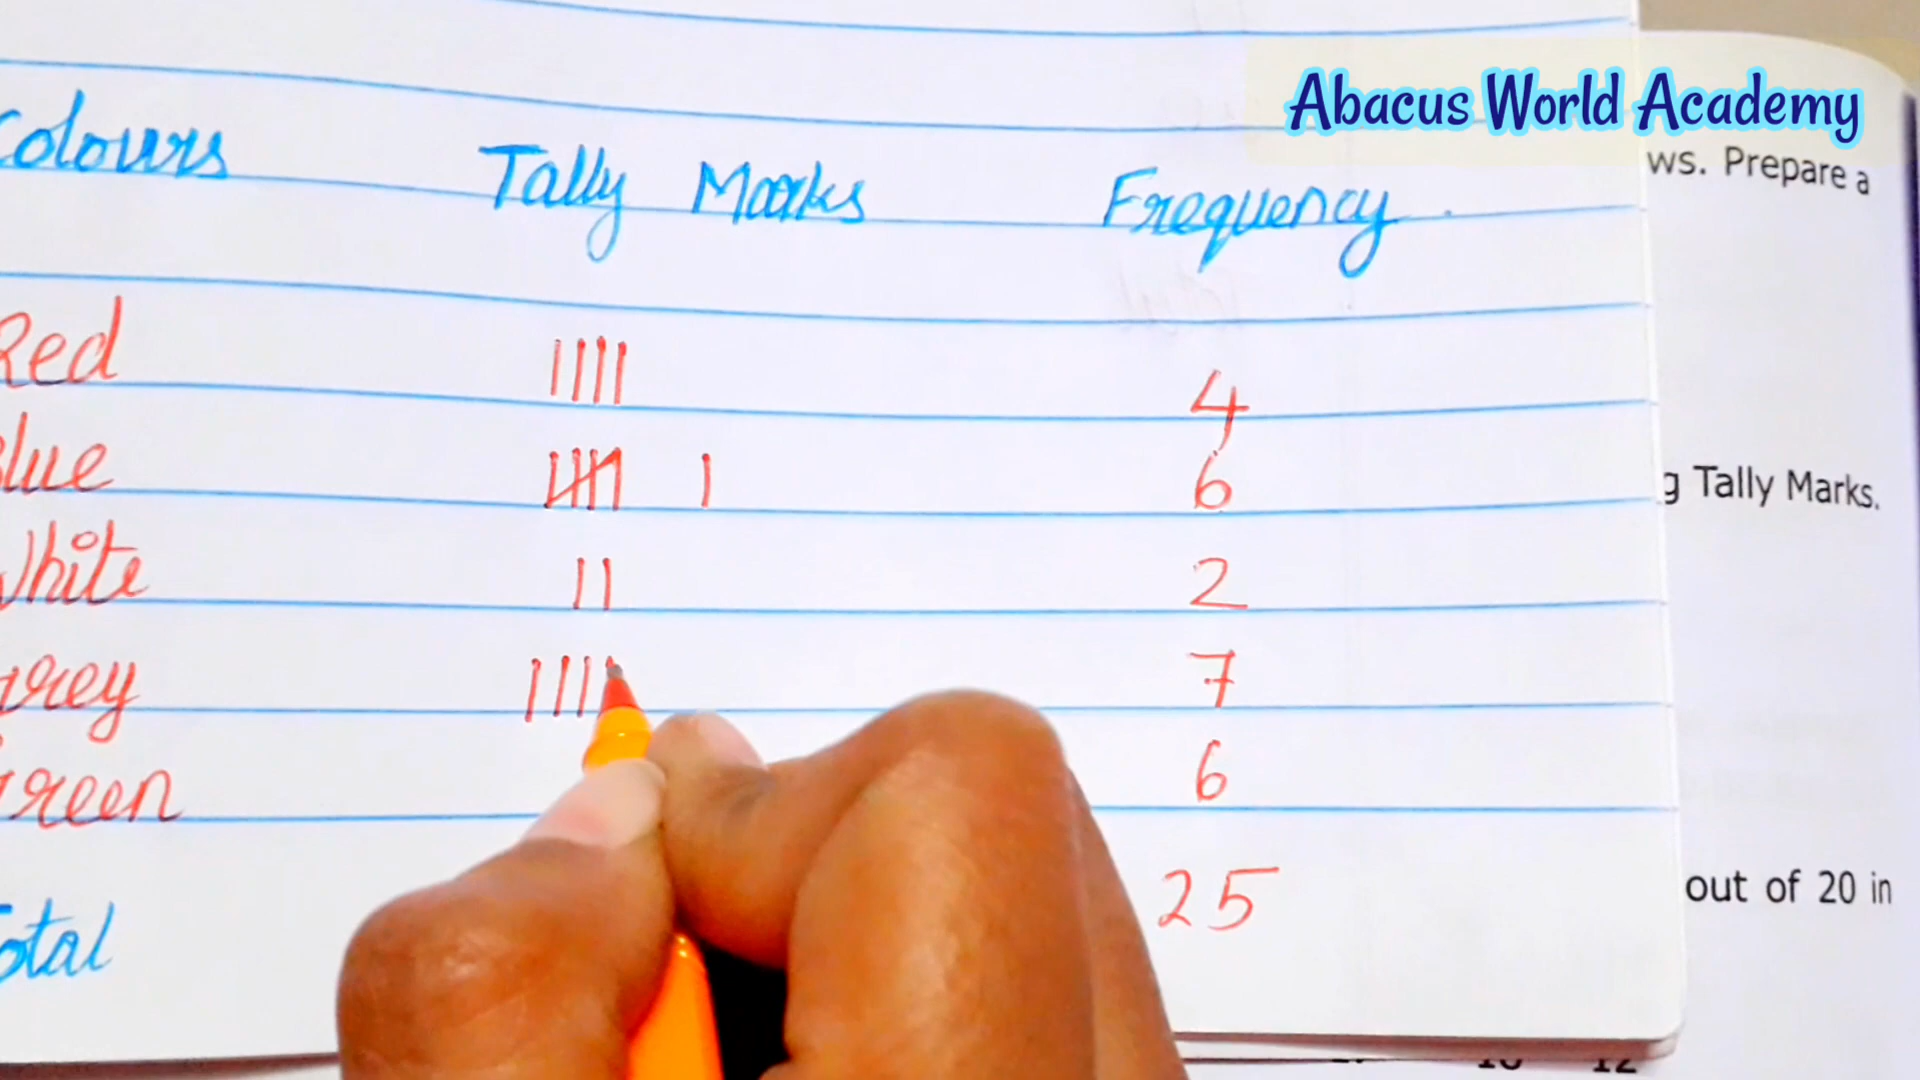 Abacus World Academy
ws. Prepare a
Colours Tally Marks Frequency
Red |||| 4
Blue 6
White || 2
g Tally Marks.
Grey 7
Green 6
out of 20 in
Total 25
12